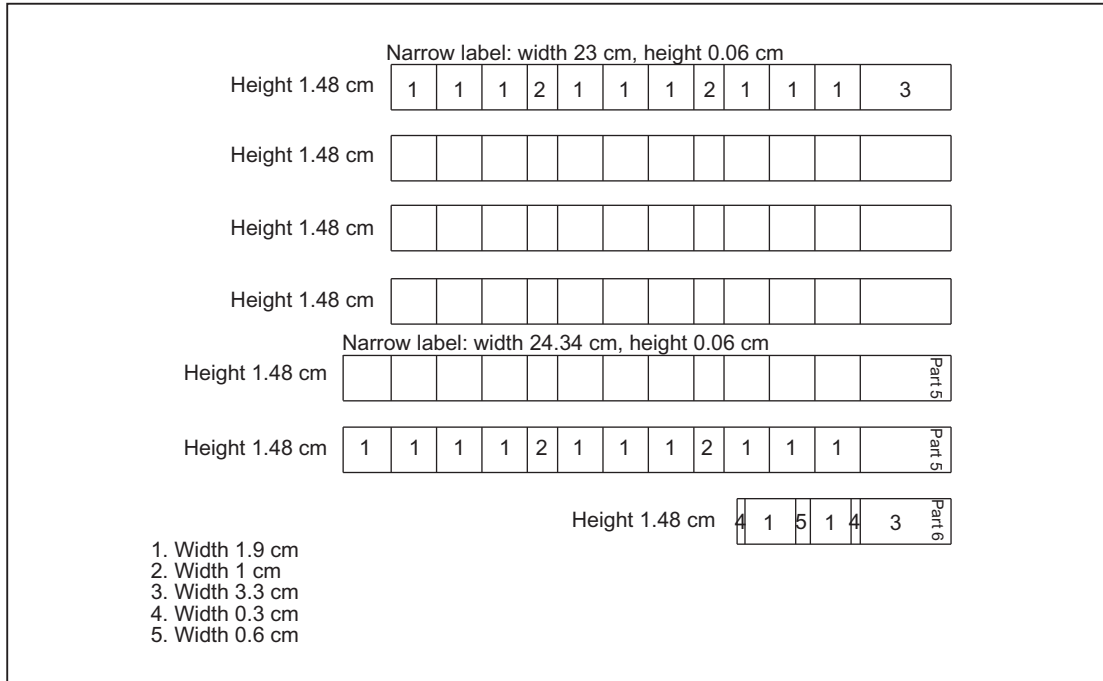 Narrow label: width 23 cm, height 0.06 cm
Height 1.48 cm 1 1 1 2 1 1 1 2 1 1 1 3
Height 1.48 cm
Height 1.48 cm
Height 1.48 cm
Narrow label: width 24.34 cm, height 0.06 cm
Height 1.48 cm Part 5
Height 1.48 cm 1 1 1 1 2 1 1 1 2 1 1 1 Part 5
Height 1.48 cm 4 1 5 1 4 3 Part 6
1. Width 1.9 cm
2. Width 1 cm
3. Width 3.3 cm
4. Width 0.3 cm
5. Width 0.6 cm